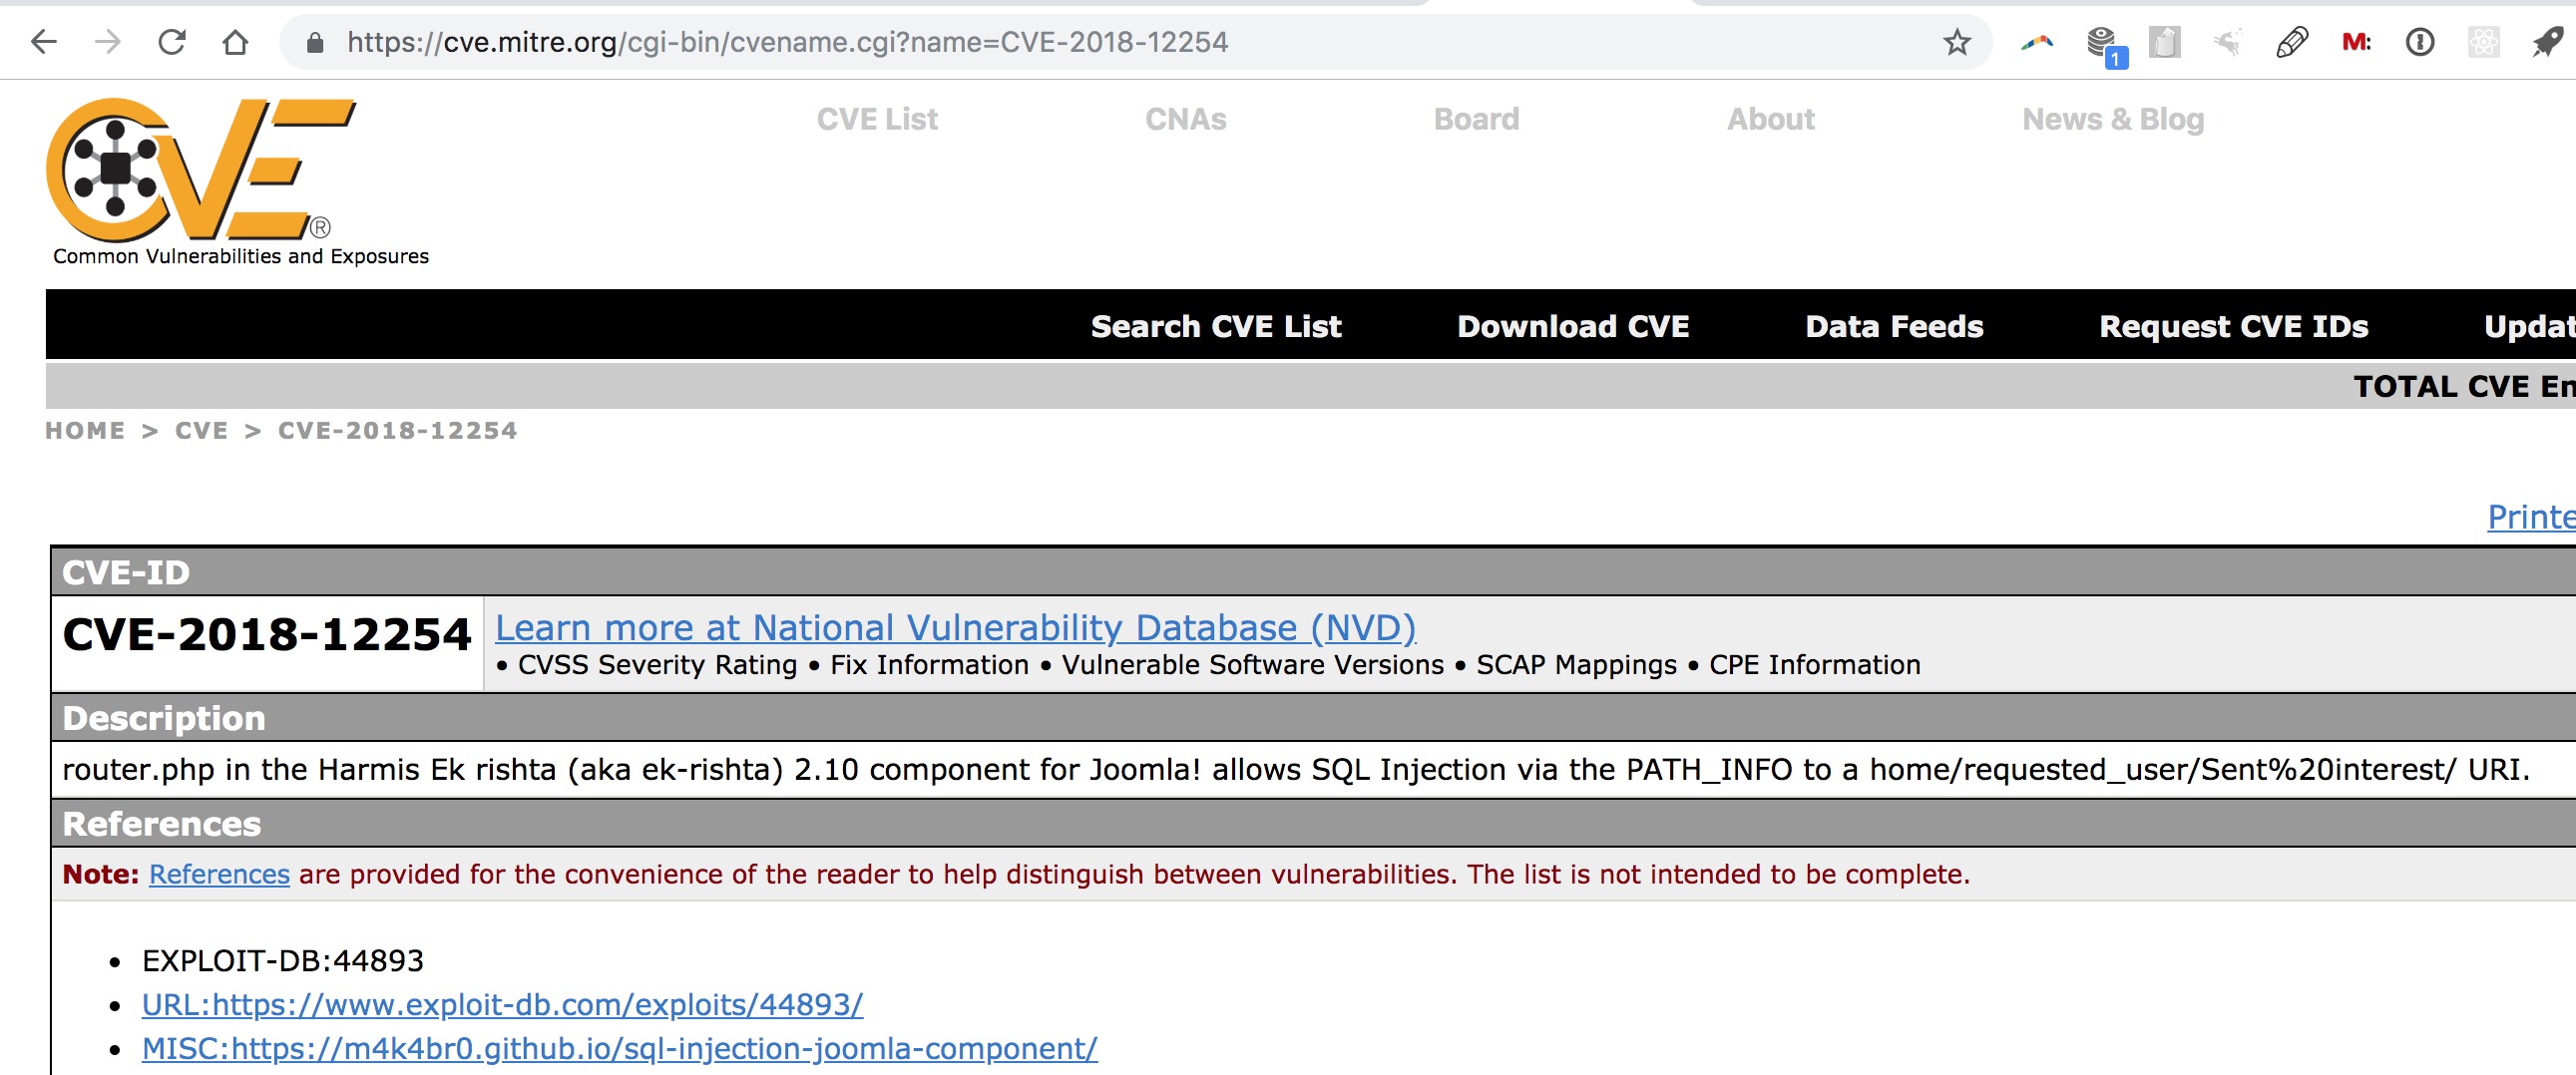 https://cve.mitre.org/cgi-bin/cvename.cgi?name=CVE-2018-12254
1
M:
CVE®
Common Vulnerabilities and Exposures
CVE List CNAs Board About News & Blog
Search CVE List Download CVE Data Feeds Request CVE IDs Updat
TOTAL CVE En
HOME > CVE > CVE-2018-12254
Printe
CVE-ID
CVE-2018-12254
Learn more at National Vulnerability Database (NVD)
• CVSS Severity Rating • Fix Information • Vulnerable Software Versions • SCAP Mappings • CPE Information
Description
router.php in the Harmis Ek rishta (aka ek-rishta) 2.10 component for Joomla! allows SQL Injection via the PATH_INFO to a home/requested_user/Sent%20interest/ URI.
References
Note: References are provided for the convenience of the reader to help distinguish between vulnerabilities. The list is not intended to be complete.
• EXPLOIT-DB:44893
• URL:https://www.exploit-db.com/exploits/44893/
• MISC:https://m4k4br0.github.io/sql-injection-joomla-component/